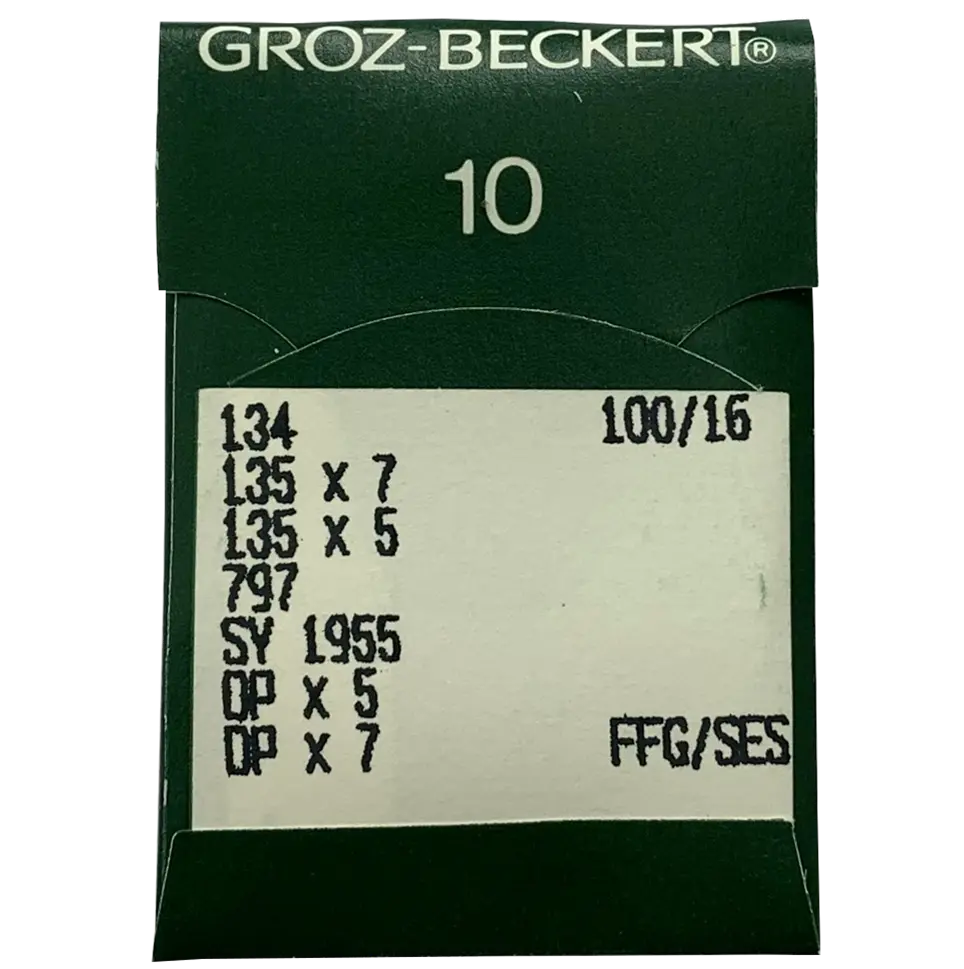 GROZ-BECKERT®
10
134 100/16
135 x 7
135 x 5
797
SY 1955
DP x 5
DP x 7 FFG/SES